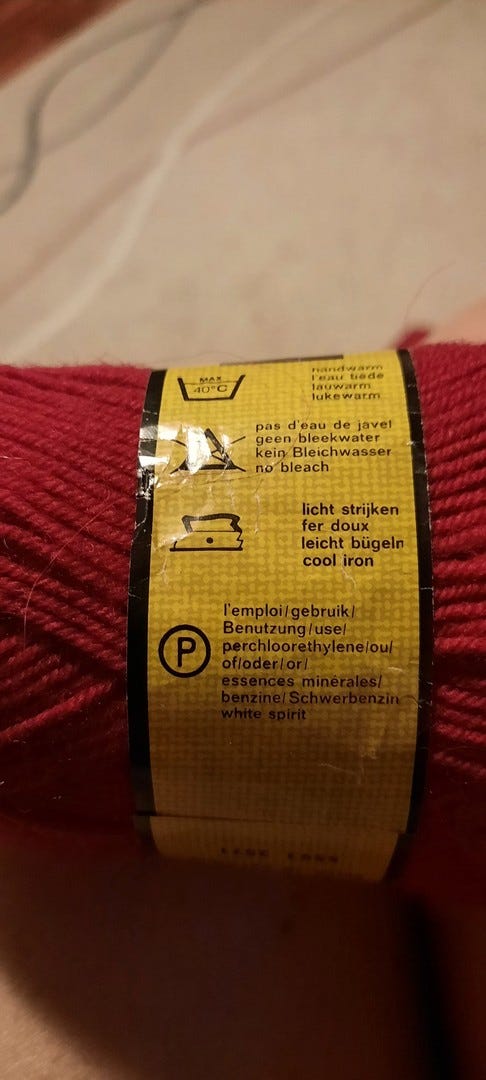 MAX
40°C
handwarm
l'eau tiède
lauwarm
lukewarm
pas d'eau de javel
geen bleekwater
kein Bleichwasser
no bleach
licht strijken
fer doux
leicht bügeln
cool iron
P
l'emploi/gebruik/
Benutzung/use/
perchloorethylene/ou/
of/oder/or/
essences minérales/
benzine/Schwerbenzin
white spirit